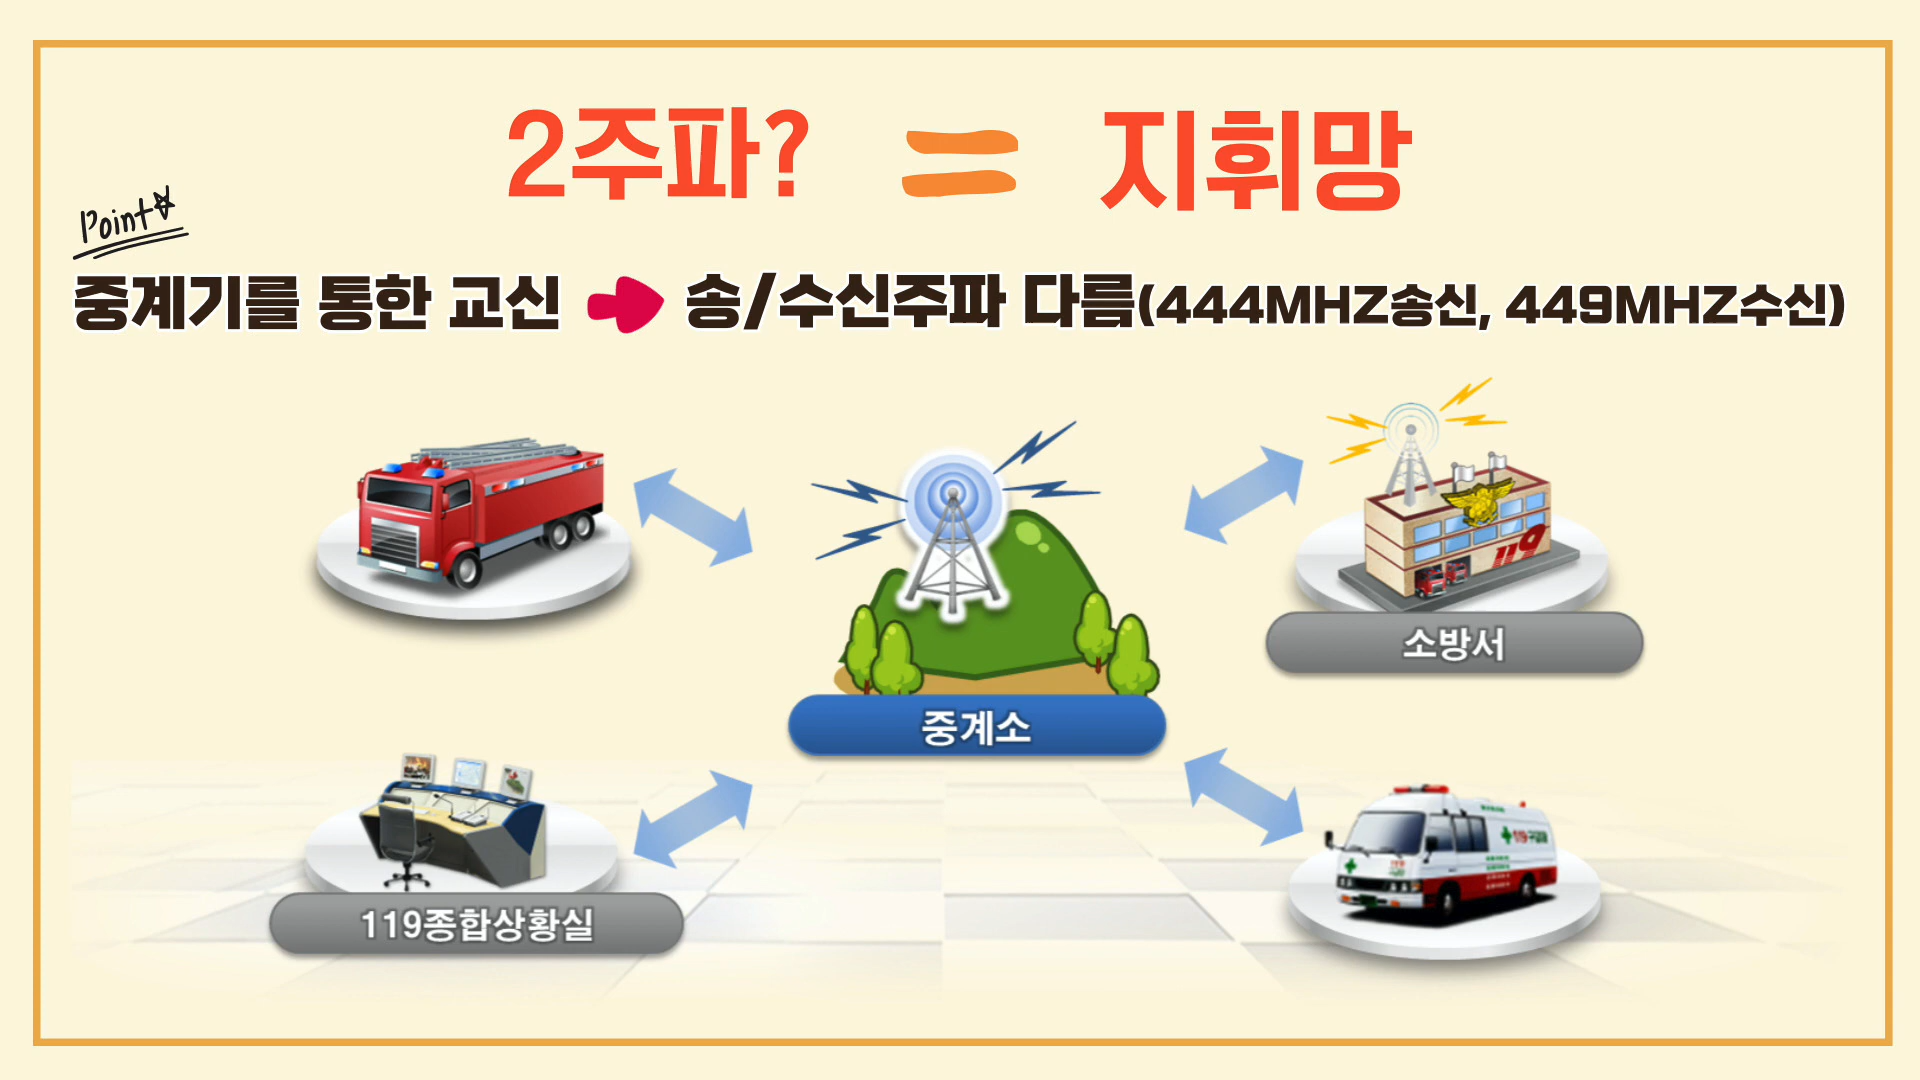 2주파? = 지휘망
Point☆
중계기를 통한 교신 ➡ 송/수신주파 다름(444MHZ송신, 449MHZ수신)
119
소방서
중계소
119종합상황실